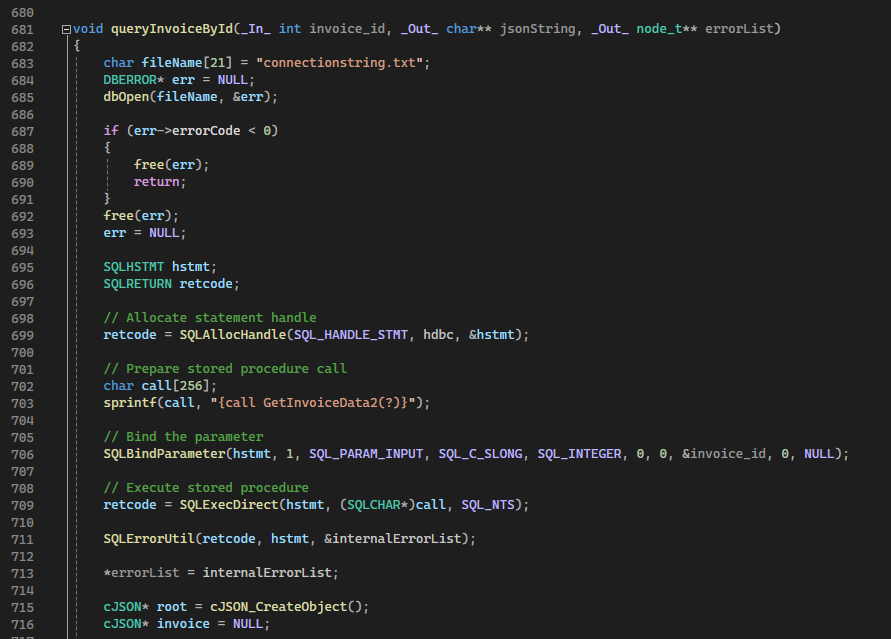 680
681 void queryInvoiceById(_In_ int invoice_id, _Out_ char** jsonString, _Out_ node_t** errorList)
682 {
683 char fileName[21] = "connectionstring.txt";
684 DBERROR* err = NULL;
685 dbOpen(fileName, &err);
686
687 if (err->errorCode < 0)
688 {
689 free(err);
690 return;
691 }
692 free(err);
693 err = NULL;
694
695 SQLHSTMT hstmt;
696 SQLRETURN retcode;
697
698 // Allocate statement handle
699 retcode = SQLAllocHandle(SQL_HANDLE_STMT, hdbc, &hstmt);
700
701 // Prepare stored procedure call
702 char call[256];
703 sprintf(call, "{call GetInvoiceData2(?)}");
704
705 // Bind the parameter
706 SQLBindParameter(hstmt, 1, SQL_PARAM_INPUT, SQL_C_SLONG, SQL_INTEGER, 0, 0, &invoice_id, 0, NULL);
707
708 // Execute stored procedure
709 retcode = SQLExecDirect(hstmt, (SQLCHAR*)call, SQL_NTS);
710
711 SQLErrorUtil(retcode, hstmt, &internalErrorList);
712
713 *errorList = internalErrorList;
714
715 cJSON* root = cJSON_CreateObject();
716 cJSON* invoice = NULL;